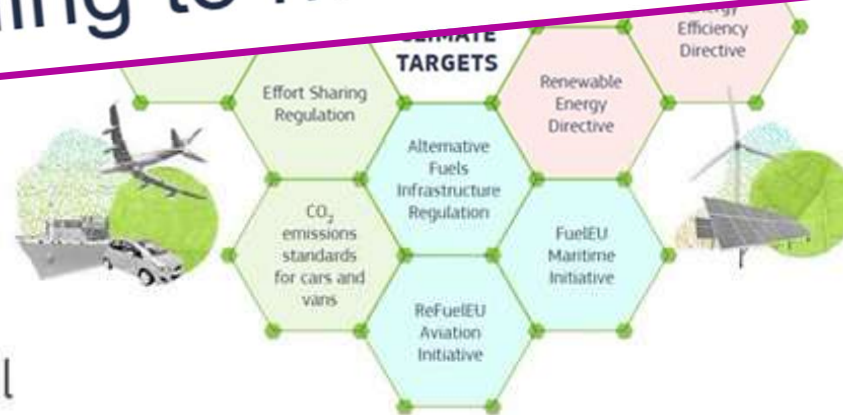 TARGETS
Efficiency
Directive
Effort Sharing
Regulation
Renewable
Energy
Directive
Alternative
Fuels
Infrastructure
Regulation
CO₂
emissions
standards
for cars and
vans
FuelEU
Maritime
Initiative
ReFuelEU
Aviation
Initiative